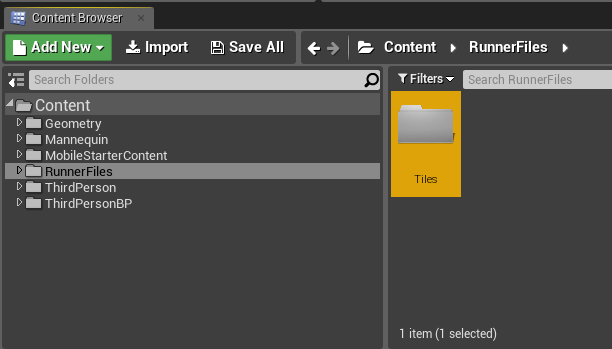 Content Browser
Add New Import Save All Content RunnerFiles
Search Folders
Filters Search RunnerFiles
Content
Geometry
Mannequin
MobileStarterContent
RunnerFiles
ThirdPerson
ThirdPersonBP
Tiles
1 item (1 selected)